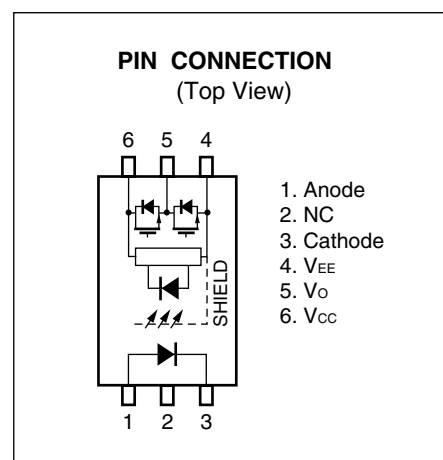 PIN CONNECTION
(Top View)
6 5 4
SHIELD
1 2 3
1. Anode
2. NC
3. Cathode
4. VEE
5. VO
6. VCC